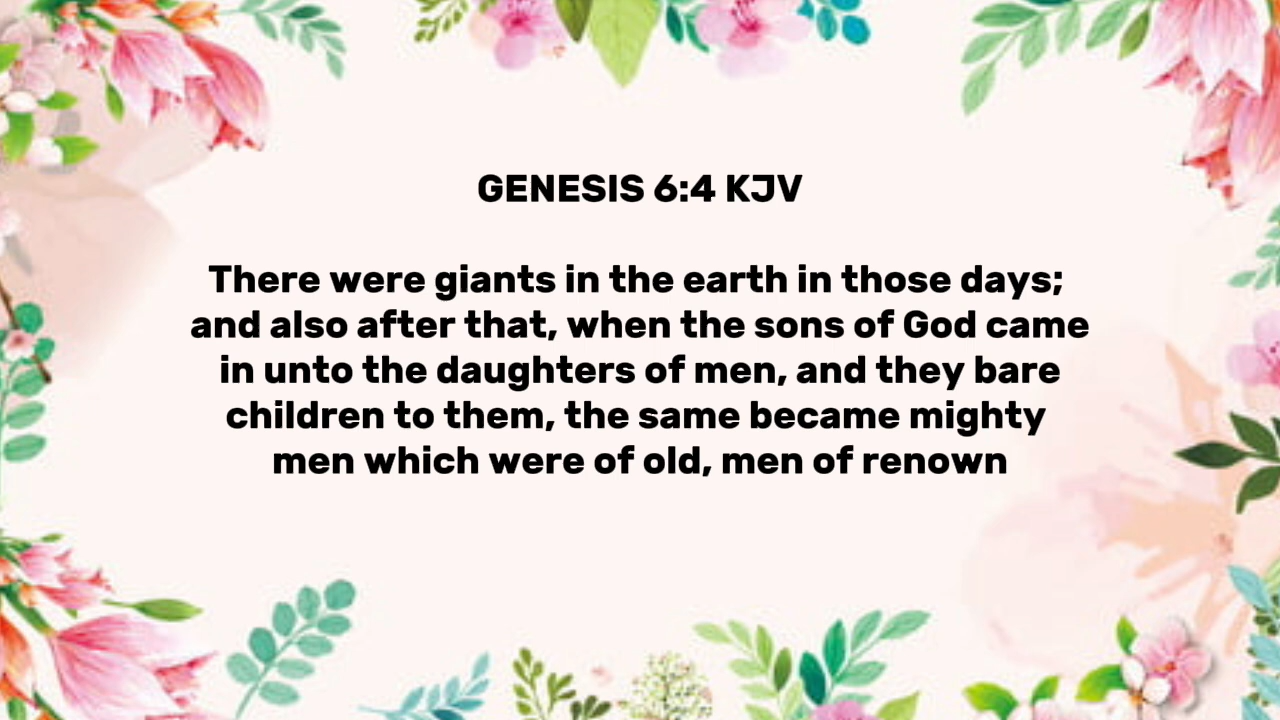 GENESIS 6:4 KJV
There were giants in the earth in those days;
and also after that, when the sons of God came
in unto the daughters of men, and they bare
children to them, the same became mighty
men which were of old, men of renown